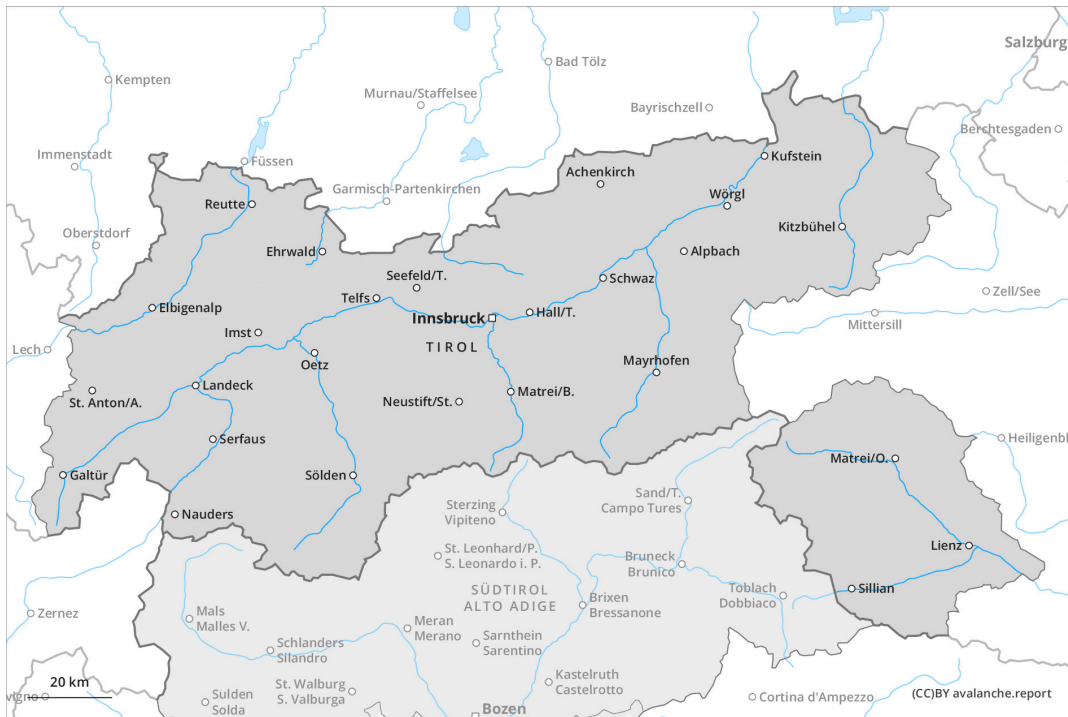 Salzburg
Kempten
Bad Tölz
Murnau/Staffelsee
Bayrischzell
Berchtesgaden
Immenstadt
Füssen
Kufstein
Achenkirch
Garmisch-Partenkirchen
Reutte
Wörgl
Oberstdorf
Kitzbühel
Ehrwald
Alpbach
Seefeld/T.
Schwaz
Zell/See
Telfs
Elbigenalp
Innsbruck
Hall/T.
Mittersill
Imst
TIROL
Lech
Oetz
Mayrhofen
Landeck
St. Anton/A.
Neustift/St.
Matrei/B.
Serfaus
Heiligenbl
Matrei/O.
Galtür
Sölden
Sand/T.
Campo Tures
Sterzing
Vipiteno
Nauders
Lienz
St. Leonhard/P.
S. Leonardo i. P.
Bruneck
Brunico
SÜDTIROL
ALTO ADIGE
Toblach
Dobbiaco
Sillian
Brixen
Bressanone
Zernez
Mals
Malles V.
Meran
Merano
Sarnthein
Sarentino
Schlanders
Silandro
Kastelruth
Castelrotto
20 km
St. Walburg
S. Valburga
vigno
Sulden
Solda
Cortina d'Ampezzo
(CC)BY avalanche.report
Bozen